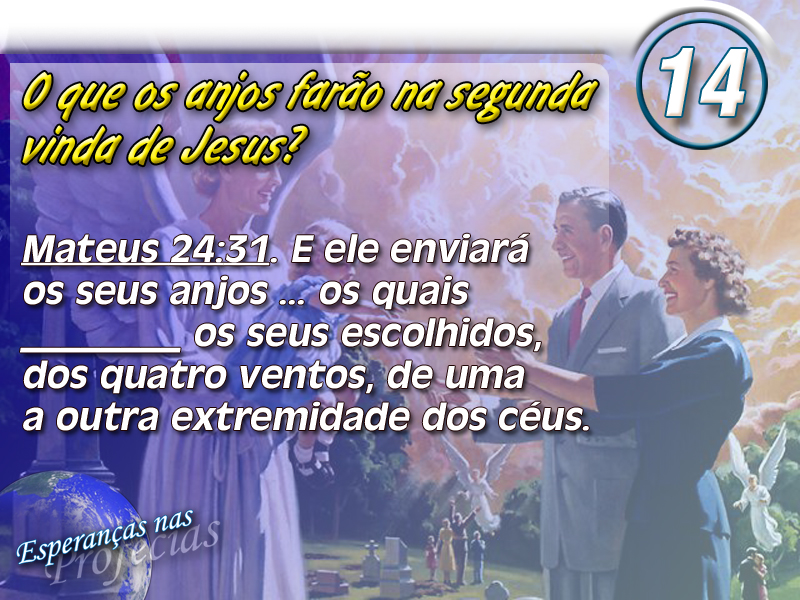 14
O que os anjos farão na segunda
vinda de Jesus?
Mateus 24:31. E ele enviará
os seus anjos ... os quais
________ os seus escolhidos,
dos quatro ventos, de uma
a outra extremidade dos céus.
Esperanças nas
Profecias